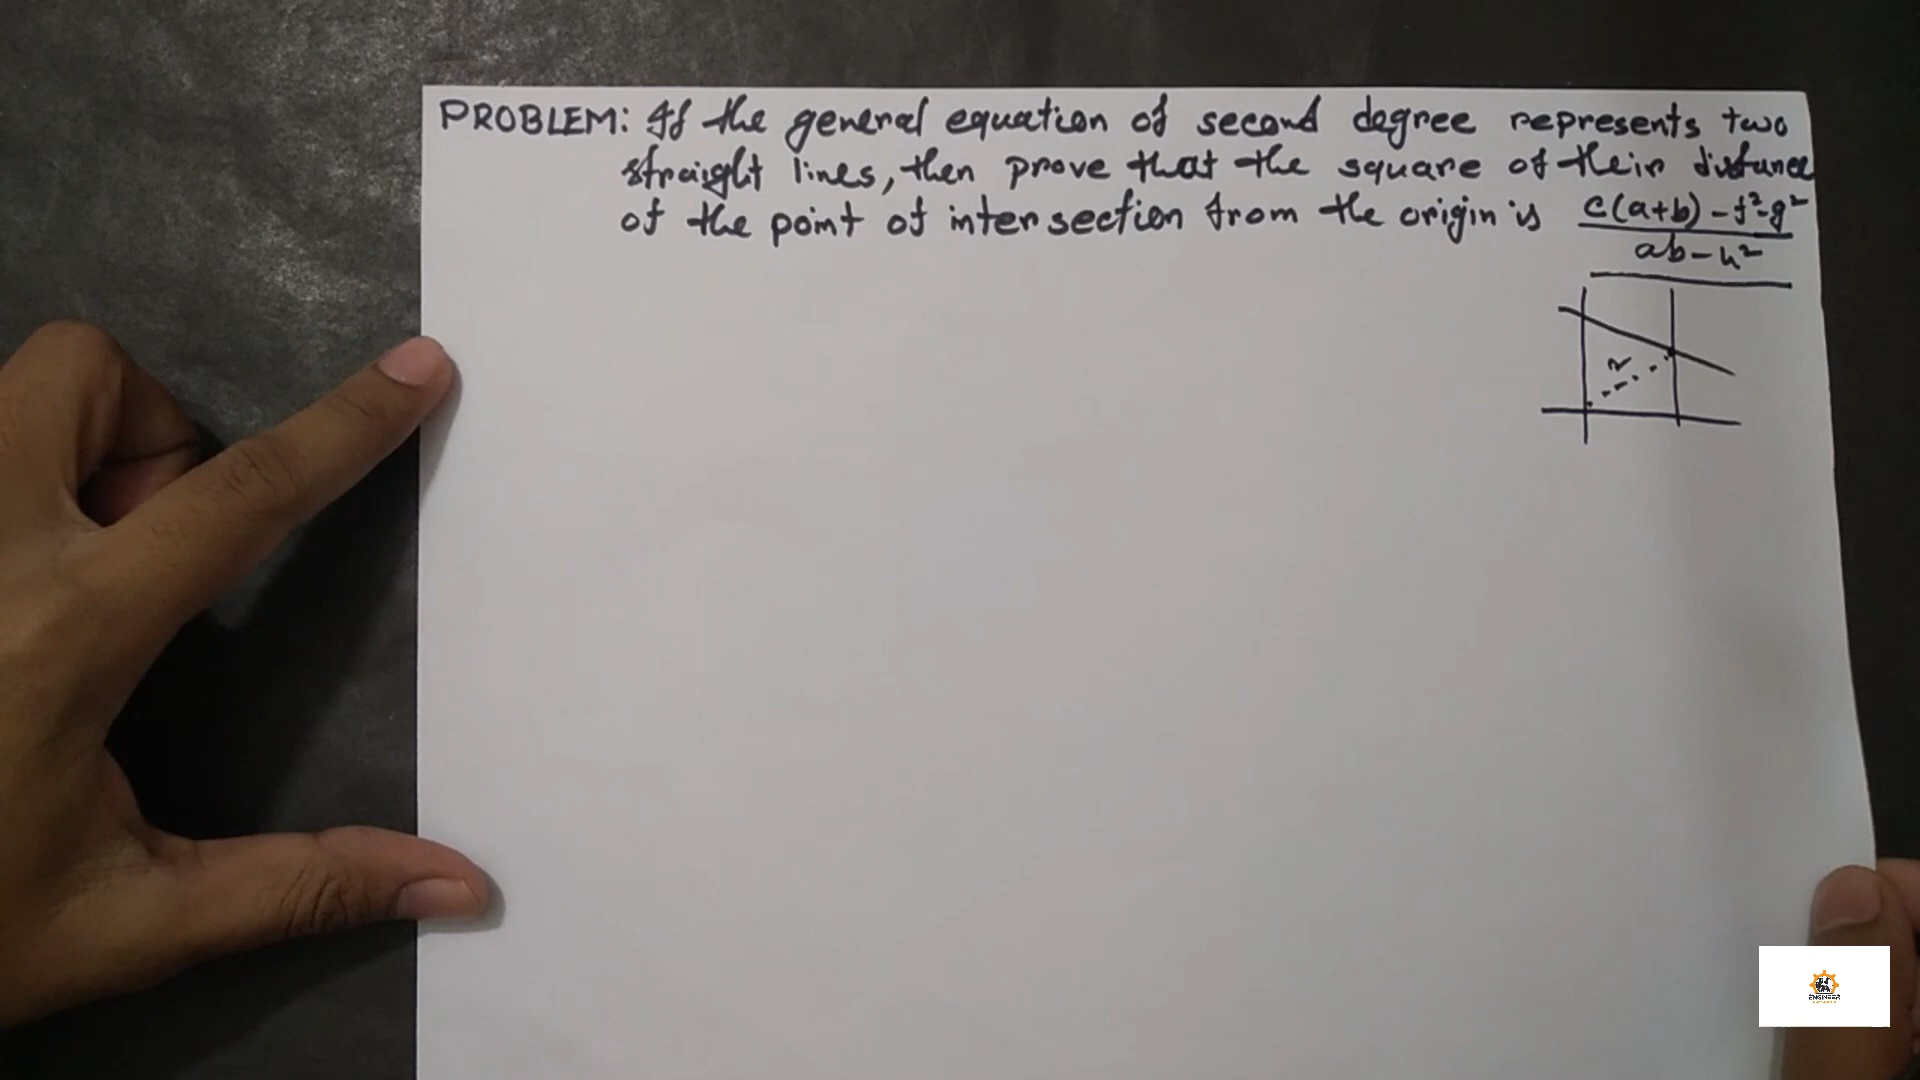 PROBLEM: If the general equation of second degree represents two
straight lines, then prove that the square of their distance
of the point of intersection from the origin is c(a+b)-f²-g²
ab-h²
r
ENGINEER